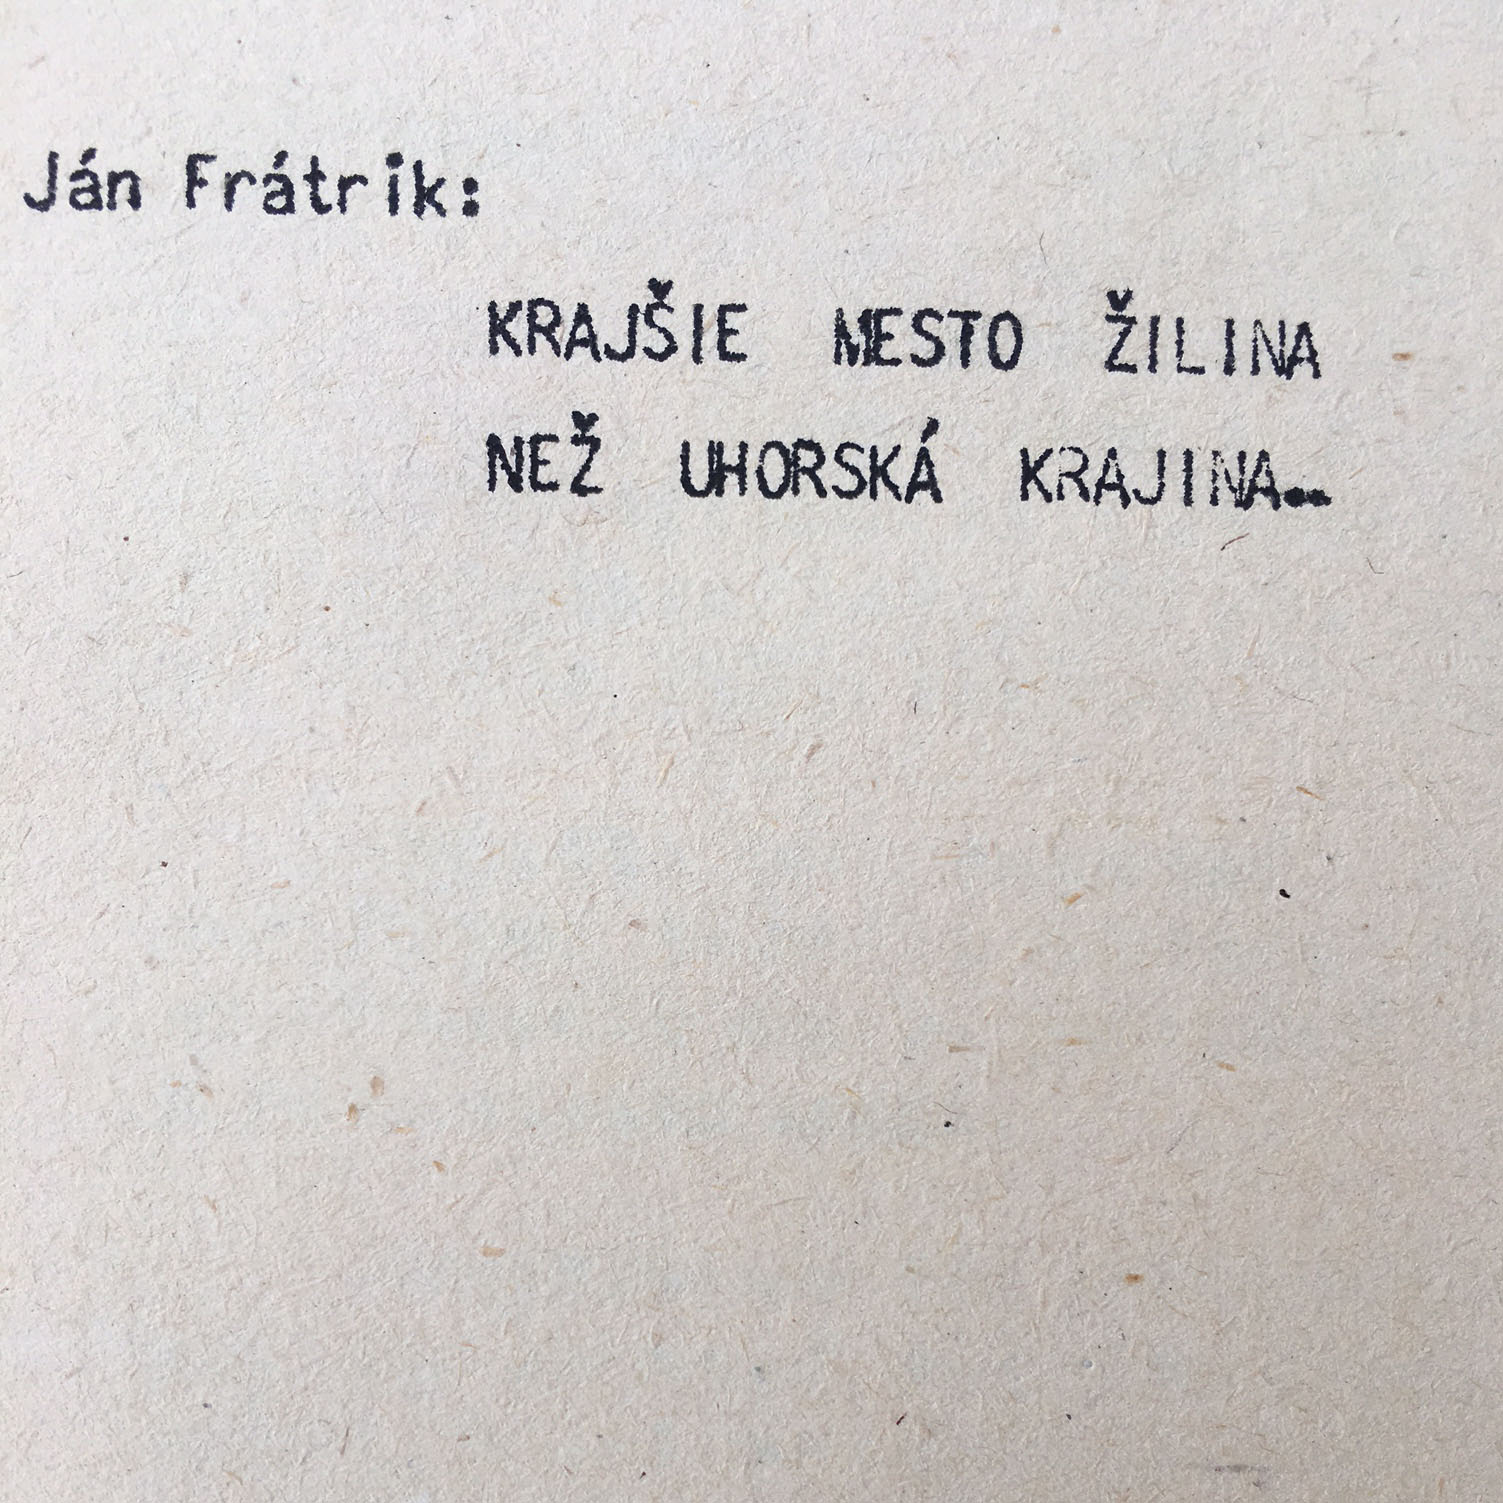 Ján Frátrik:
KRAJŠIE MESTO ŽILINA
NEŽ UHORSKÁ KRAJINA..